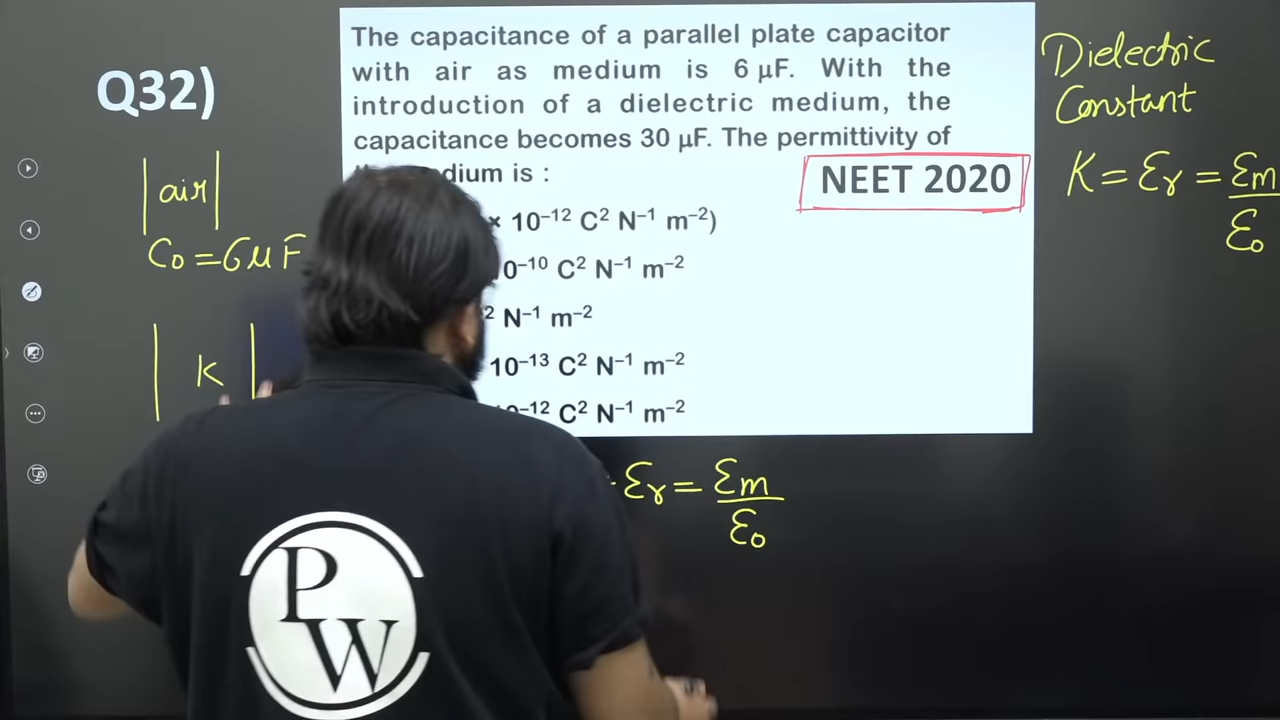 Q32)
The capacitance of a parallel plate capacitor
with air as medium is 6 μF. With the
introduction of a dielectric medium, the
capacitance becomes 30 μF. The permittivity of
medium is :
NEET 2020
× 10⁻¹² C² N⁻¹ m⁻²)
0⁻¹⁰ C² N⁻¹ m⁻²
² N⁻¹ m⁻²
10⁻¹³ C² N⁻¹ m⁻²
⁻¹² C² N⁻¹ m⁻²
air
C₀ = 6μF
K
Dielectric
Constant
K = εᵣ = εm
ε₀
εᵣ = εm
ε₀
PW